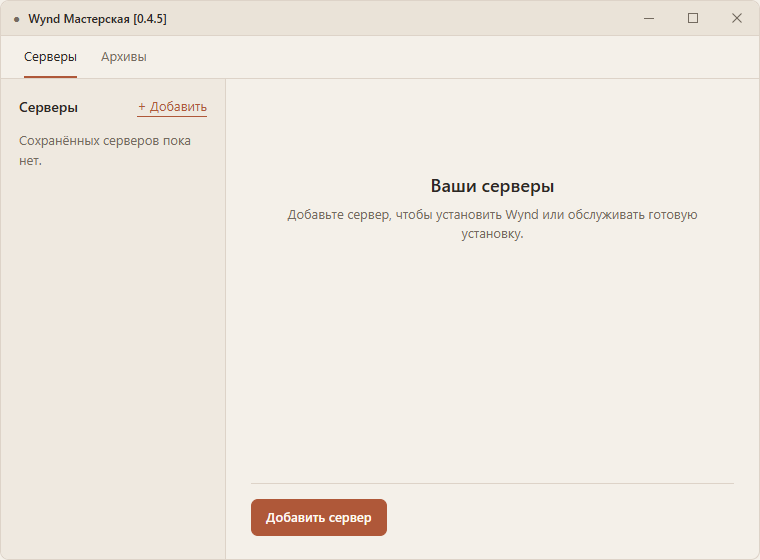 Wynd Мастерская [0.4.5]
Серверы
Архивы
Серверы
+ Добавить
Сохранённых серверов пока
нет.
Ваши серверы
Добавьте сервер, чтобы установить Wynd или обслуживать готовую
установку.
Добавить сервер